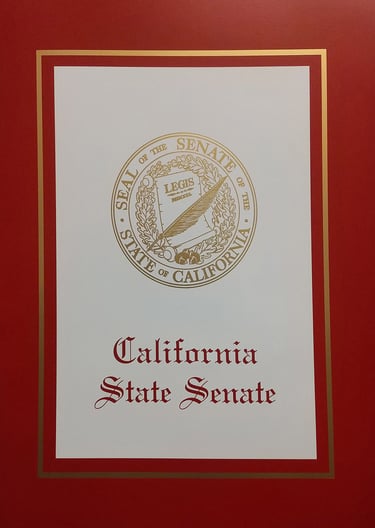 SEAL OF THE SENATE OF THE
STATE OF CALIFORNIA
LEGIS
California
State Senate